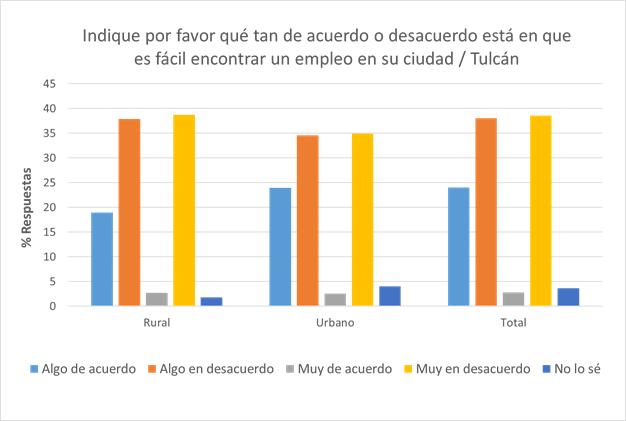 Indique por favor qué tan de acuerdo o desacuerdo está en que
es fácil encontrar un empleo en su ciudad / Tulcán
% Respuestas
45
40
35
30
25
20
15
10
5
0
Rural Urbano Total
Algo de acuerdo Algo en desacuerdo Muy de acuerdo Muy en desacuerdo No lo sé